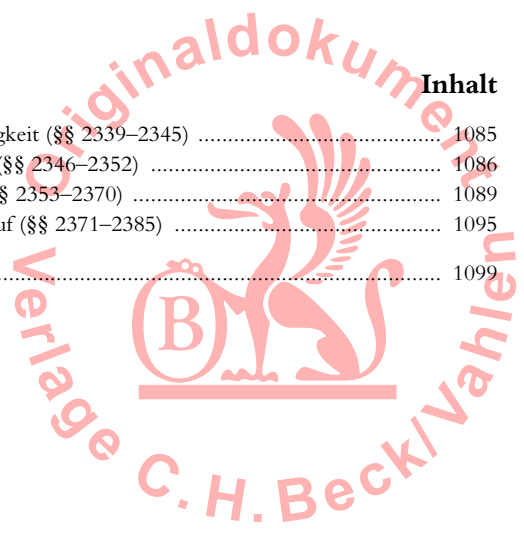 Inhalt
gkeit (§§ 2339–2345) .................................................... 1085
(§§ 2346–2352) .............................................................. 1086
§ 2353–2370) .................................................................. 1089
uf (§§ 2371–2385) ......................................................... 1095
.......................................................................................... 1099
Originaldokument
B
Verlage C.H.Beck/Vahlen